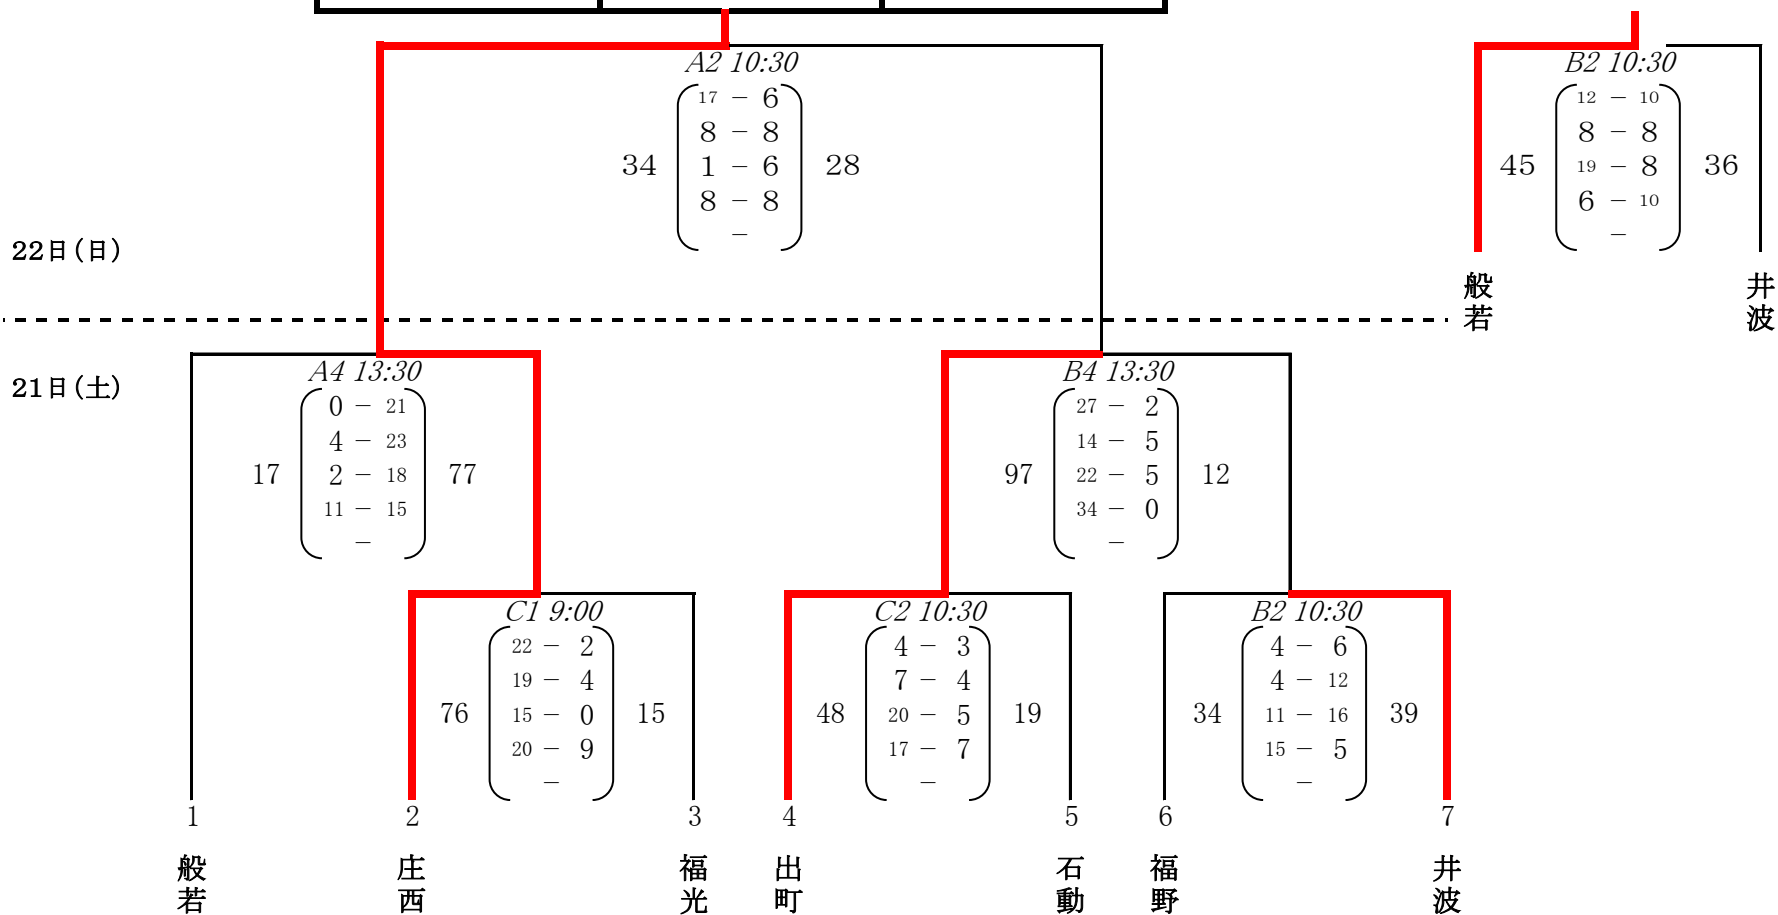 A2 10:30
17 － 6
8 － 8
34 1 － 6 28
8 － 8
－
B2 10:30
12 － 10
8 － 8
45 19 － 8 36
6 － 10
－
般若
井波
22日(日)
21日(土)
A4 13:30
0 － 21
4 － 23
17 2 － 18 77
11 － 15
－
B4 13:30
27 － 2
14 － 5
97 22 － 5 12
34 － 0
－
C1 9:00
22 － 2
19 － 4
76 15 － 0 15
20 － 9
－
C2 10:30
4 － 3
7 － 4
48 20 － 5 19
17 － 7
－
B2 10:30
4 － 6
4 － 12
34 11 － 16 39
15 － 5
－
1 2 3 4 5 6 7
般若
庄西
福光
出町
石動
福野
井波